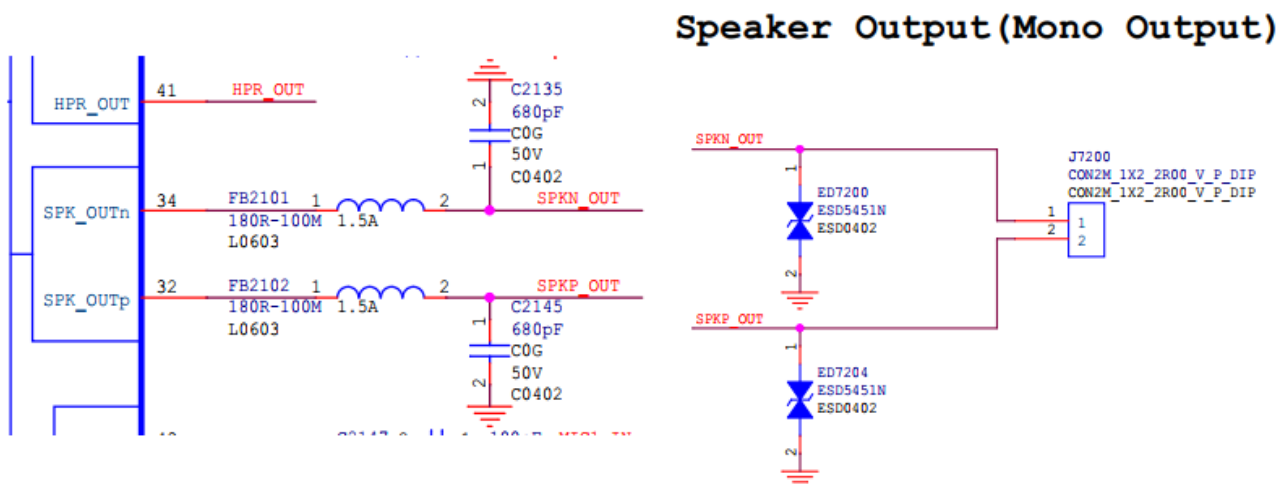 Speaker Output(Mono Output)
HPR_OUT
41
HPR_OUT
2
C2135
680pF
C0G
50V
C0402
1
SPK_OUTn
34
FB2101
1
2
SPKN_OUT
180R-100M
1.5A
L0603
SPK_OUTp
32
FB2102
1
2
SPKP_OUT
180R-100M
1.5A
L0603
1
C2145
680pF
C0G
50V
2
C0402
SPKN_OUT
1
ED7200
ESD5451N
ESD0402
2
J7200
CON2M_1X2_2R00_V_P_DIP
CON2M_1X2_2R00_V_P_DIP
1
1
2
2
SPKP_OUT
1
ED7204
ESD5451N
ESD0402
2